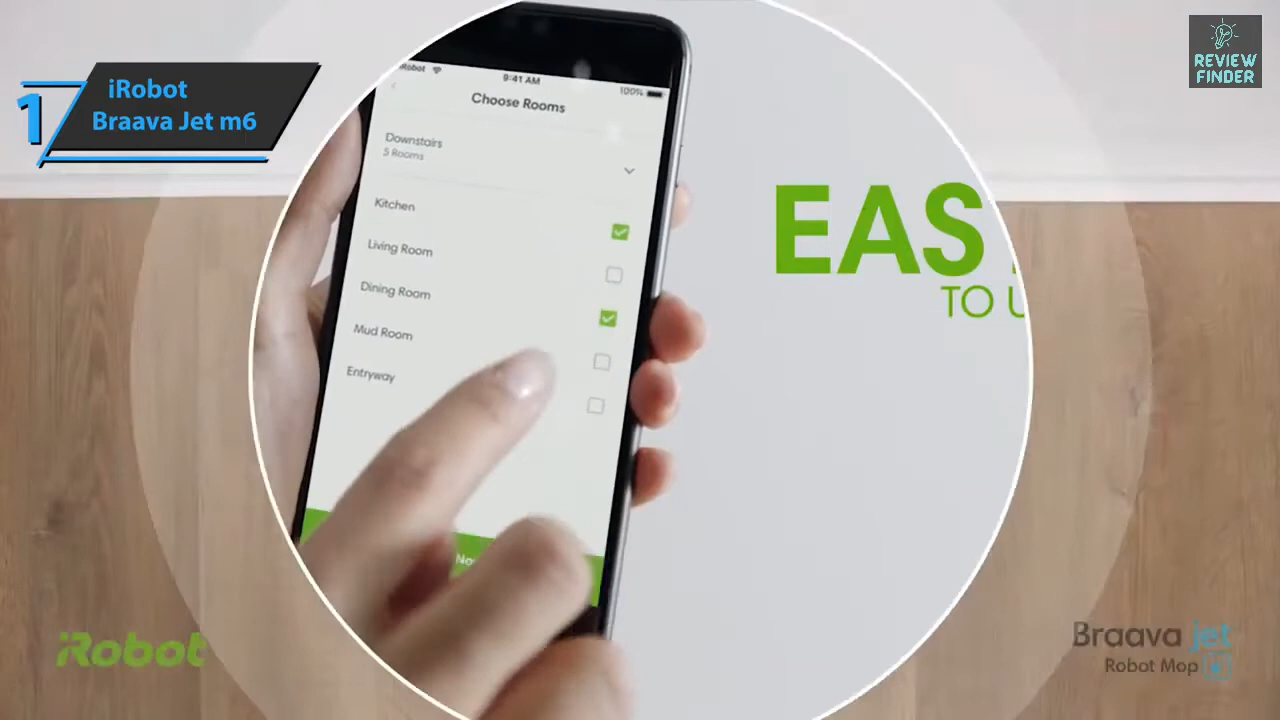 1
iRobot
Braava Jet m6
REVIEW
FINDER
iRobot
9:41 AM
100%
Choose Rooms
Downstairs
5 Rooms
Kitchen
Living Room
Dining Room
Mud Room
Entryway
EAS
TO U
iRobot
Braava jet
Robot Mop